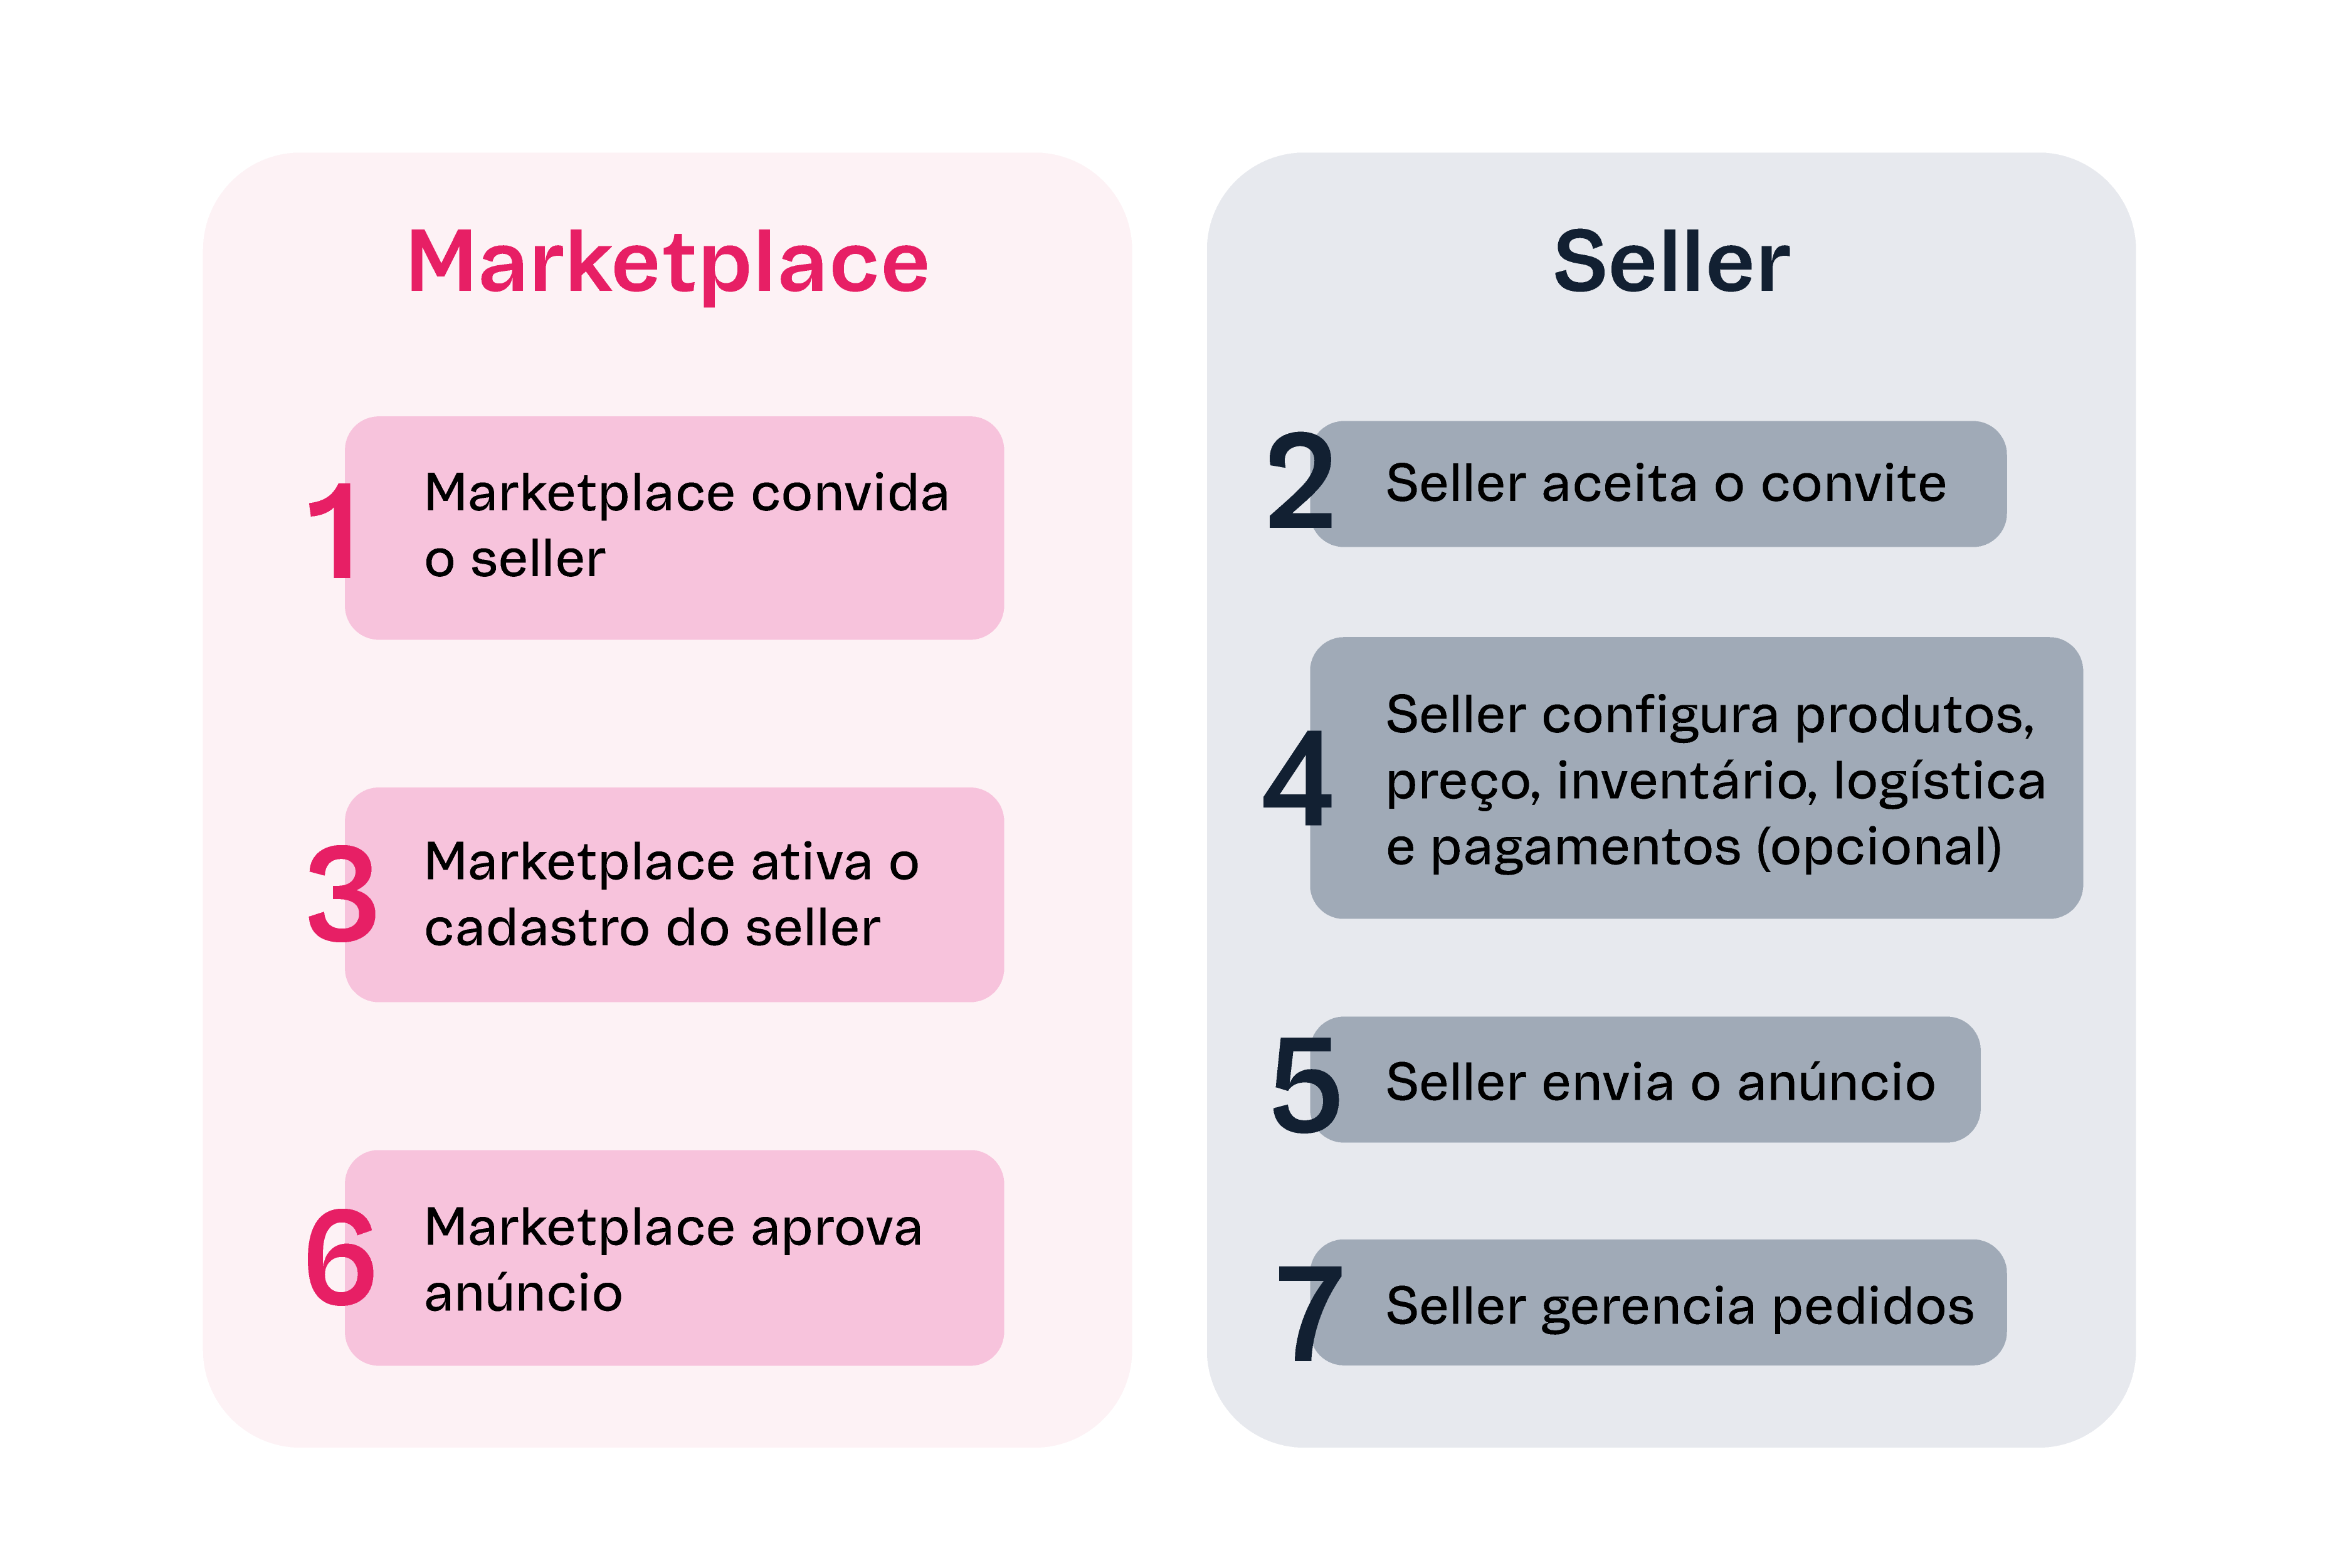 Marketplace
1
Marketplace convida
o seller
3
Marketplace ativa o
cadastro do seller
6
Marketplace aprova
anúncio
Seller
2
Seller aceita o convite
4
Seller configura produtos,
preço, inventário, logística
e pagamentos (opcional)
5
Seller envia o anúncio
7
Seller gerencia pedidos